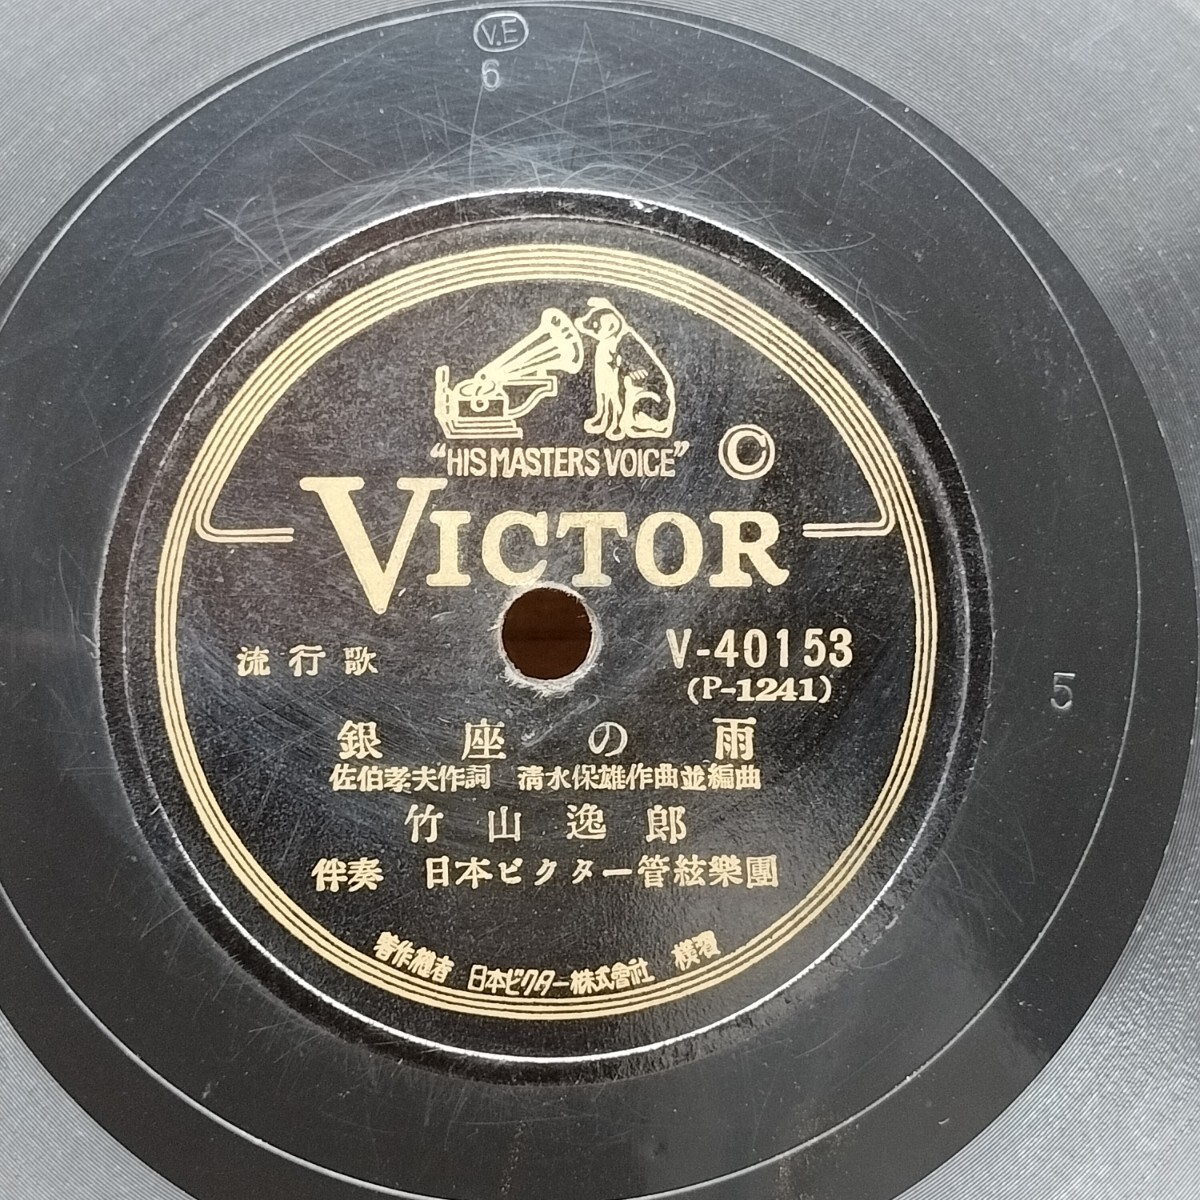 V.E
6
"HIS MASTERS VOICE"
©
VICTOR
流行歌
V-40153
(P-1241)
5
銀座の雨
佐伯孝夫作詞 清水保雄作曲並編曲
竹山逸郎
伴奏 日本ビクター管絃樂團
著作権者 日本ビクター株式會社 横濱